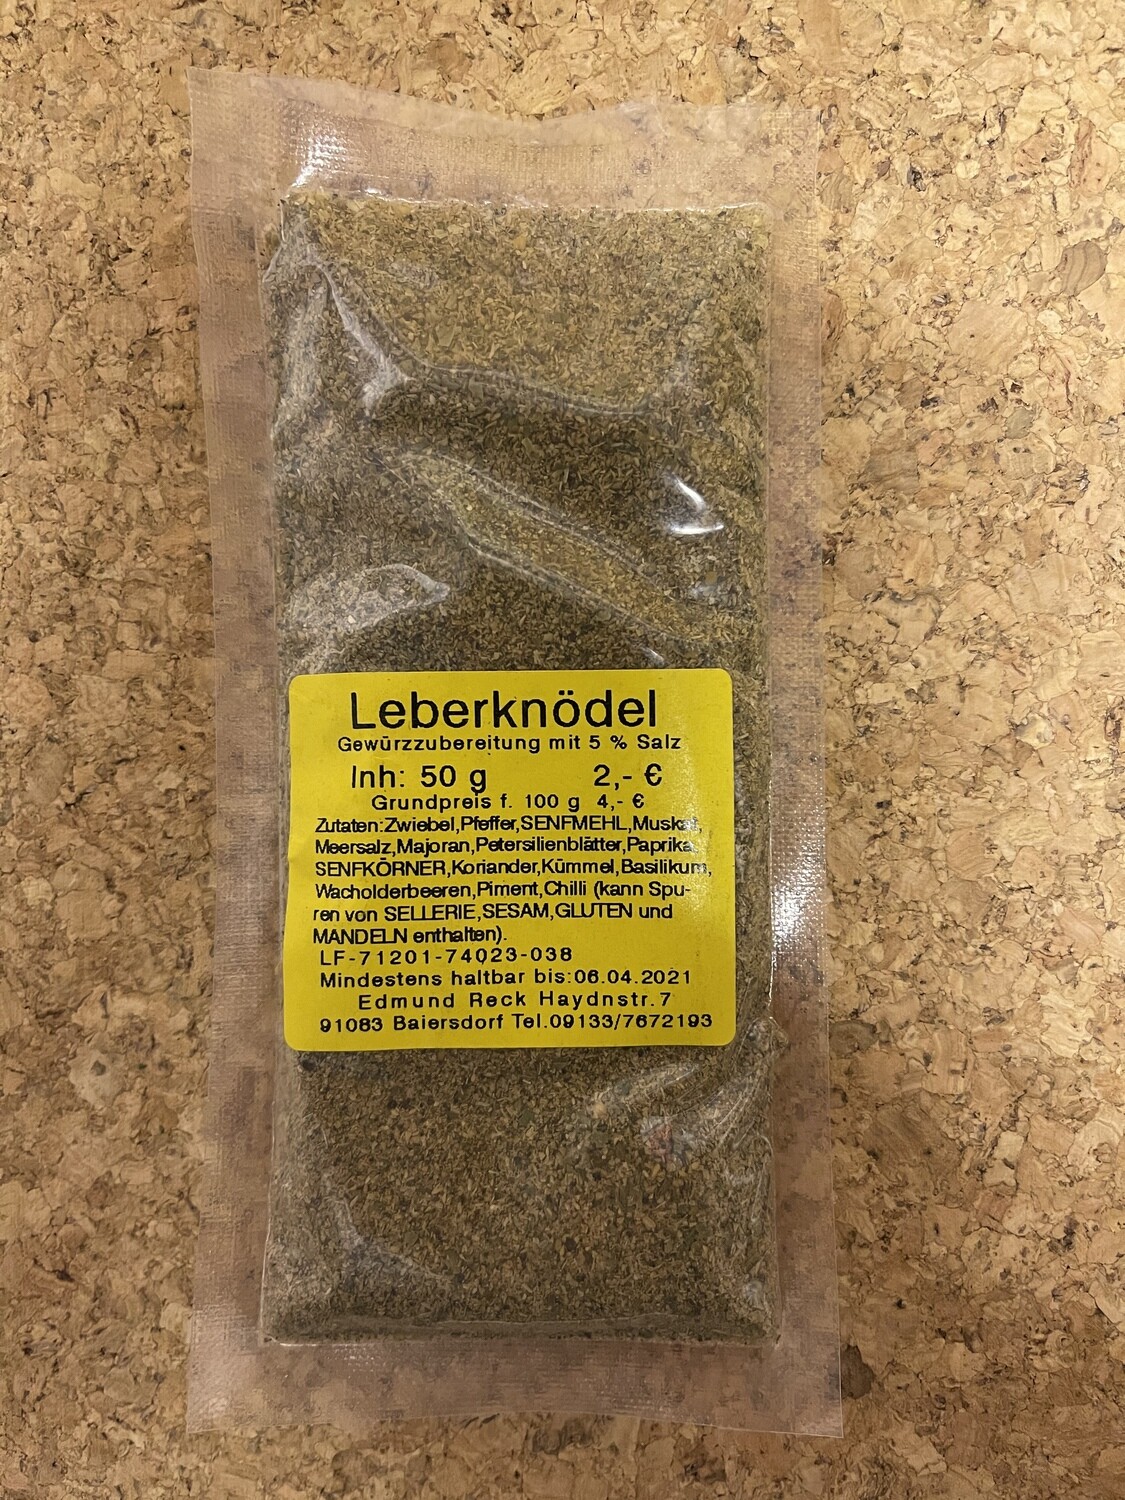 Leberknödel
Gewürzzubereitung mit 5 % Salz
Inh: 50 g 2,- €
Grundpreis f. 100 g 4,- €
Zutaten:Zwiebel,Pfeffer,SENFMEHL,Muskat,
Meersalz,Majoran,Petersilienblätter,Paprika,
SENFKÖRNER,Koriander,Kümmel,Basilikum,
Wacholderbeeren,Piment,Chilli (kann Spu-
ren von SELLERIE,SESAM,GLUTEN und
MANDELN enthalten).
LF-71201-74023-038
Mindestens haltbar bis:06.04.2021
Edmund Reck Haydnstr.7
91083 Baiersdorf Tel.09133/7672193